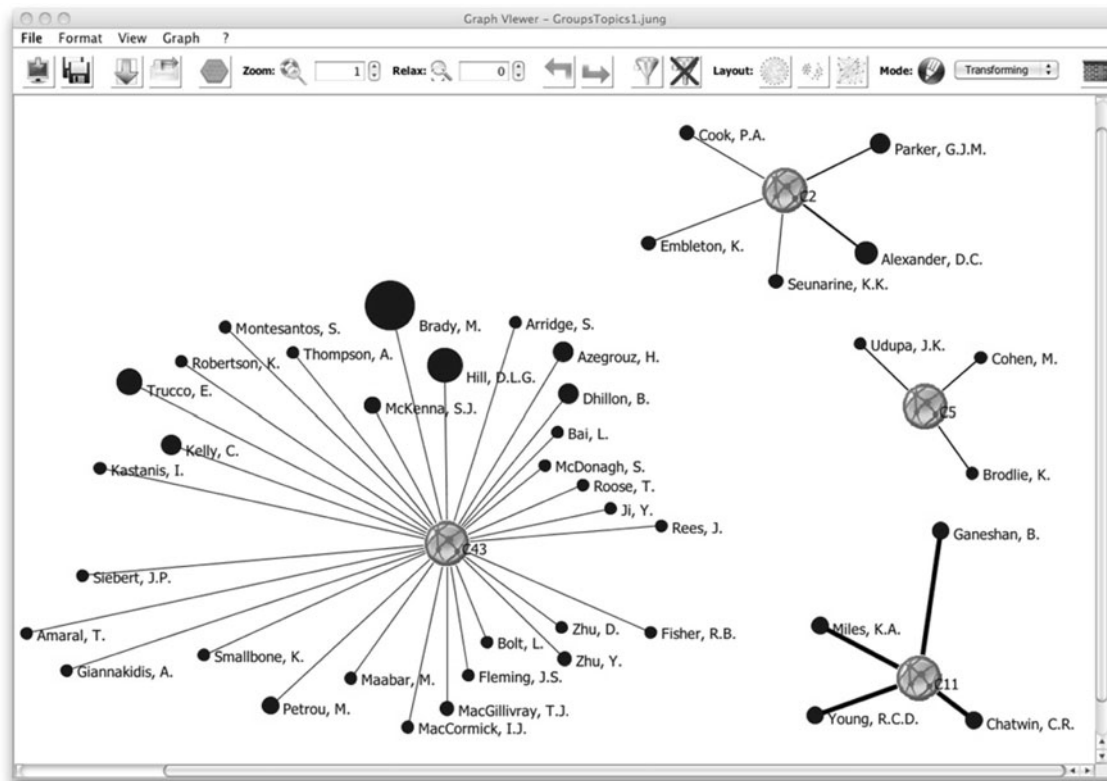 Graph Viewer – GroupsTopics1.jung
File Format View Graph ?
Zoom: 1 Relax: 0 Layout: Mode: Transforming
Cook, P.A.
Parker, G.J.M.
C2
Embleton, K.
Alexander, D.C.
Seunarine, K.K.
Montesantos, S.
Brady, M.
Arridge, S.
Udupa, J.K.
Robertson, K.
Thompson, A.
Azegrouz, H.
Cohen, M.
Trucco, E.
Hill, D.L.G.
McKenna, S.J.
Dhillon, B.
C5
Kelly, C.
Bai, L.
Kastanis, I.
McDonagh, S.
Brodlie, K.
Roose, T.
Ji, Y.
Rees, J.
Ganeshan, B.
C43
Siebert, J.P.
Amaral, T.
Zhu, D.
Fisher, R.B.
Miles, K.A.
Bolt, L.
Giannakidis, A.
Smallbone, K.
Zhu, Y.
Maabar, M.
Fleming, J.S.
C11
Petrou, M.
MacGillivray, T.J.
Young, R.C.D.
Chatwin, C.R.
MacCormick, I.J.